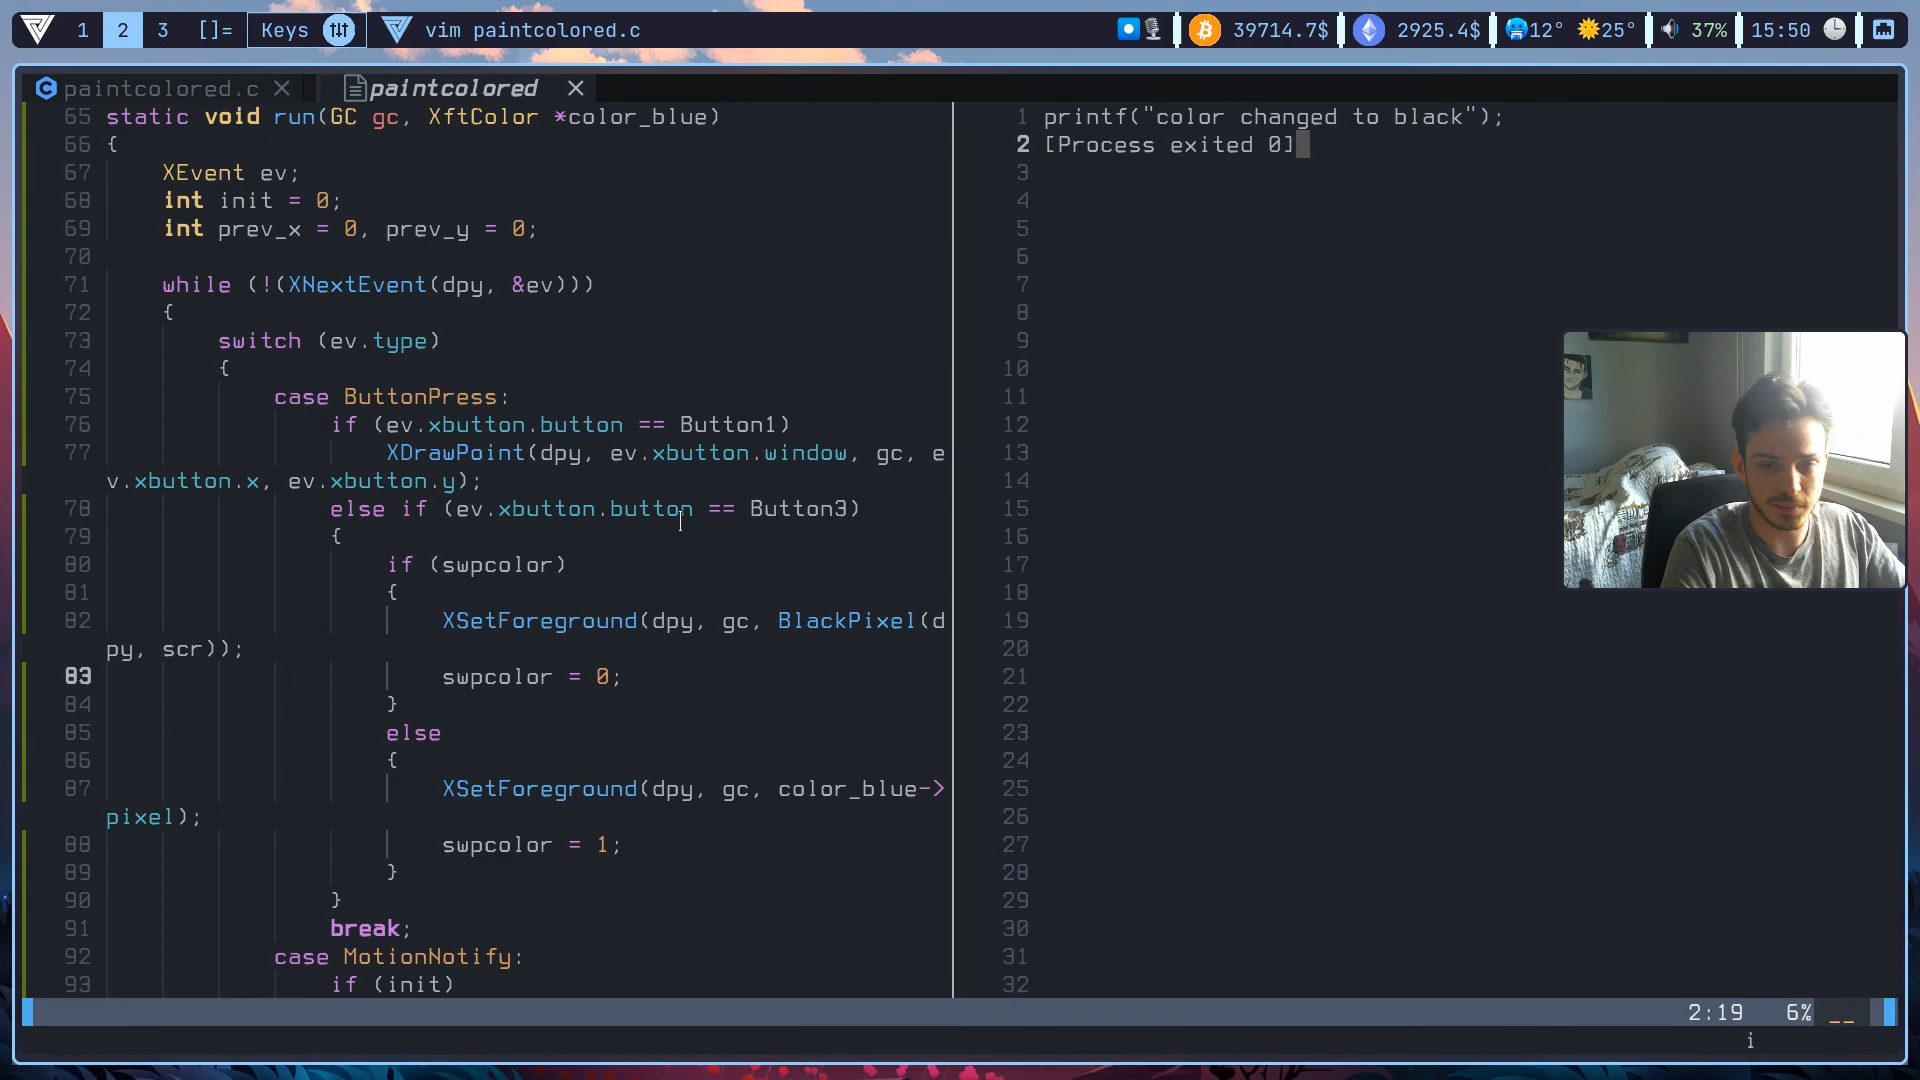 1 2 3 []= Keys vim paintcolored.c 39714.7$ 2925.4$ 12° 25° 37% 15:50
paintcolored.c paintcolored
65 static void run(GC gc, XftColor *color_blue)
66 {
67 XEvent ev;
68 int init = 0;
69 int prev_x = 0, prev_y = 0;
70
71 while (!(XNextEvent(dpy, &ev)))
72 {
73 switch (ev.type)
74 {
75 case ButtonPress:
76 if (ev.xbutton.button == Button1)
77 XDrawPoint(dpy, ev.xbutton.window, gc, e
v.xbutton.x, ev.xbutton.y);
78 else if (ev.xbutton.button == Button3)
79 {
80 if (swpcolor)
81 {
82 XSetForeground(dpy, gc, BlackPixel(d
py, scr));
83 swpcolor = 0;
84 }
85 else
86 {
87 XSetForeground(dpy, gc, color_blue->
pixel);
88 swpcolor = 1;
89 }
90 }
91 break;
92 case MotionNotify:
93 if (init)
1 printf("color changed to black");
2 [Process exited 0]
3
4
5
6
7
8
9
10
11
12
13
14
15
16
17
18
19
20
21
22
23
24
25
26
27
28
29
30
31
32
2:19 6% __
i